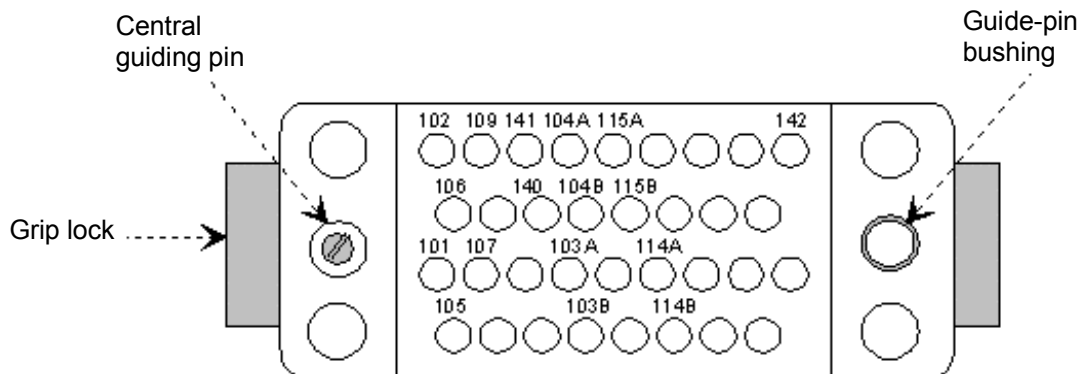 Central
guiding pin
Guide-pin
bushing
102 109 141 104A 115A 142
106 140 104B 115B
Grip lock
101 107 103A 114A
105 103B 114B